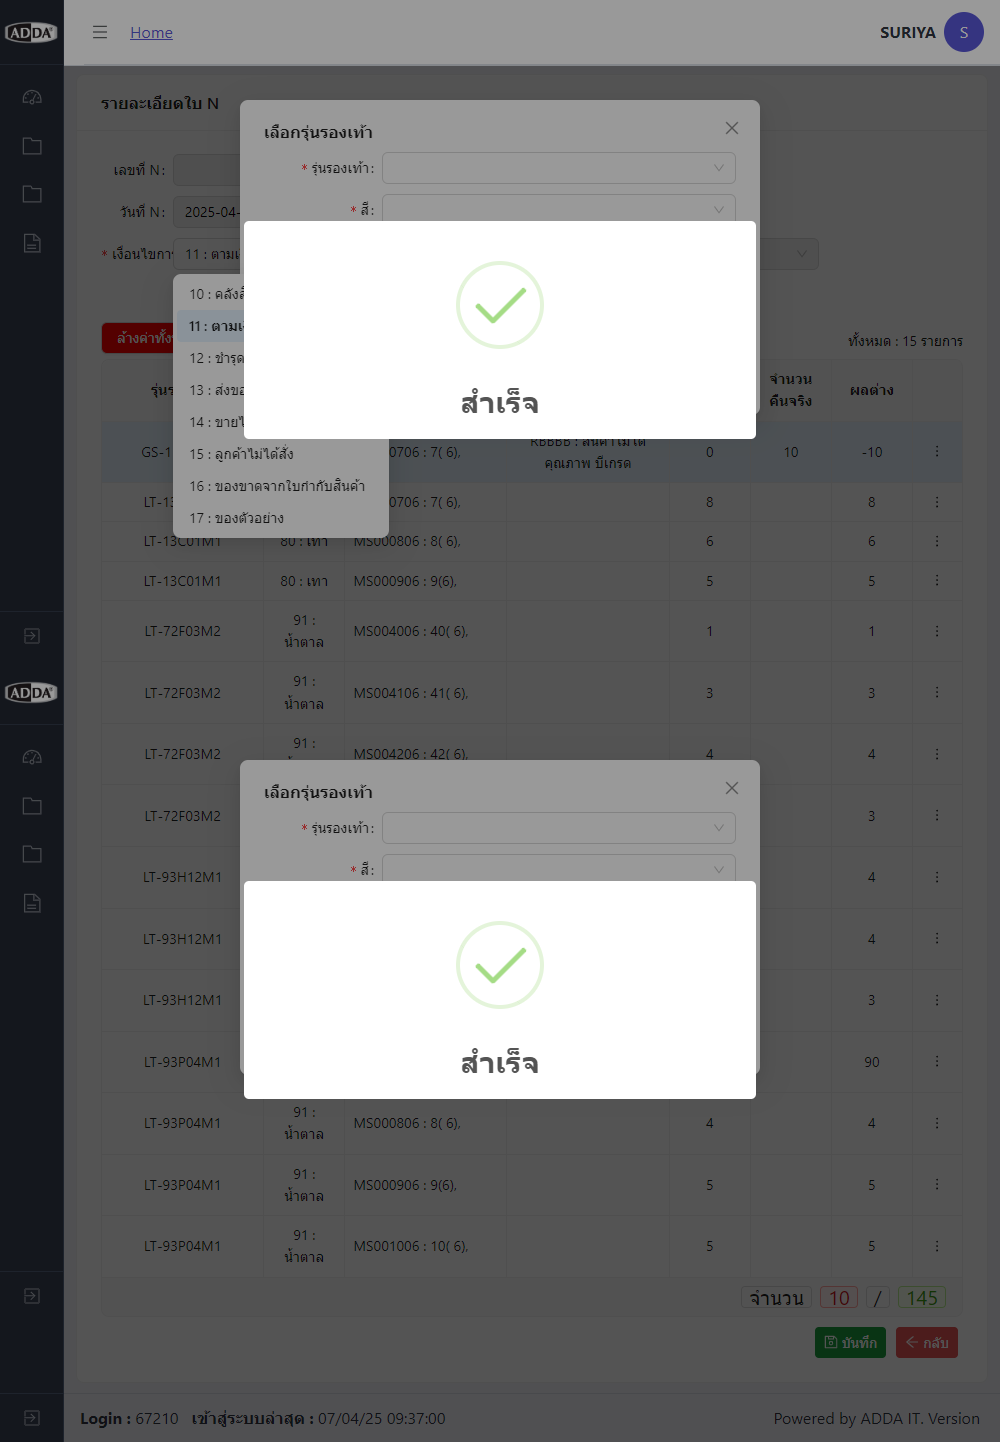 ADDA
Home
SURIYA
S
รายละเอียดใบ N
เลือกรุ่นรองเท้า
เลขที่ N:
* รุ่นรองเท้า:
วันที่ N:
2025-04-
* สี:
* เงื่อนไขการ
11 : ตามเ
10 : คลังสิ
11 : ตามเ
12 : ชำรุด
13 : ส่งขอ
14 : ขายไ
15 : ลูกค้าไม่ได้สั่ง
16 : ของขาดจากใบกำกับสินค้า
17 : ของตัวอย่าง
สำเร็จ
ล้างค่าทั้ง
ทั้งหมด : 15 รายการ
รุ่นร
จำนวน
คืนจริง
ผลต่าง
GS-1
0706 : 7( 6),
RBBBB : สินค้าไม่ได้
คุณภาพ บีเกรด
0
10
-10
LT-13
0706 : 7( 6),
8
8
LT-13C01M1
80 : เทา
MS000806 : 8( 6),
6
6
LT-13C01M1
80 : เทา
MS000906 : 9(6),
5
5
LT-72F03M2
91 :
น้ำตาล
MS004006 : 40( 6),
1
1
LT-72F03M2
91 :
น้ำตาล
MS004106 : 41( 6),
3
3
LT-72F03M2
91 :
MS004206 : 42( 6),
4
4
ADDA
เลือกรุ่นรองเท้า
* รุ่นรองเท้า:
* สี:
สำเร็จ
LT-72F03M2
3
LT-93H12M1
4
LT-93H12M1
4
LT-93H12M1
3
LT-93P04M1
90
LT-93P04M1
91 :
น้ำตาล
MS000806 : 8( 6),
4
4
LT-93P04M1
91 :
น้ำตาล
MS000906 : 9(6),
5
5
LT-93P04M1
91 :
น้ำตาล
MS001006 : 10( 6),
5
5
จำนวน 10 / 145
บันทึก
กลับ
Login : 67210 เข้าสู่ระบบล่าสุด : 07/04/25 09:37:00
Powered by ADDA IT. Version